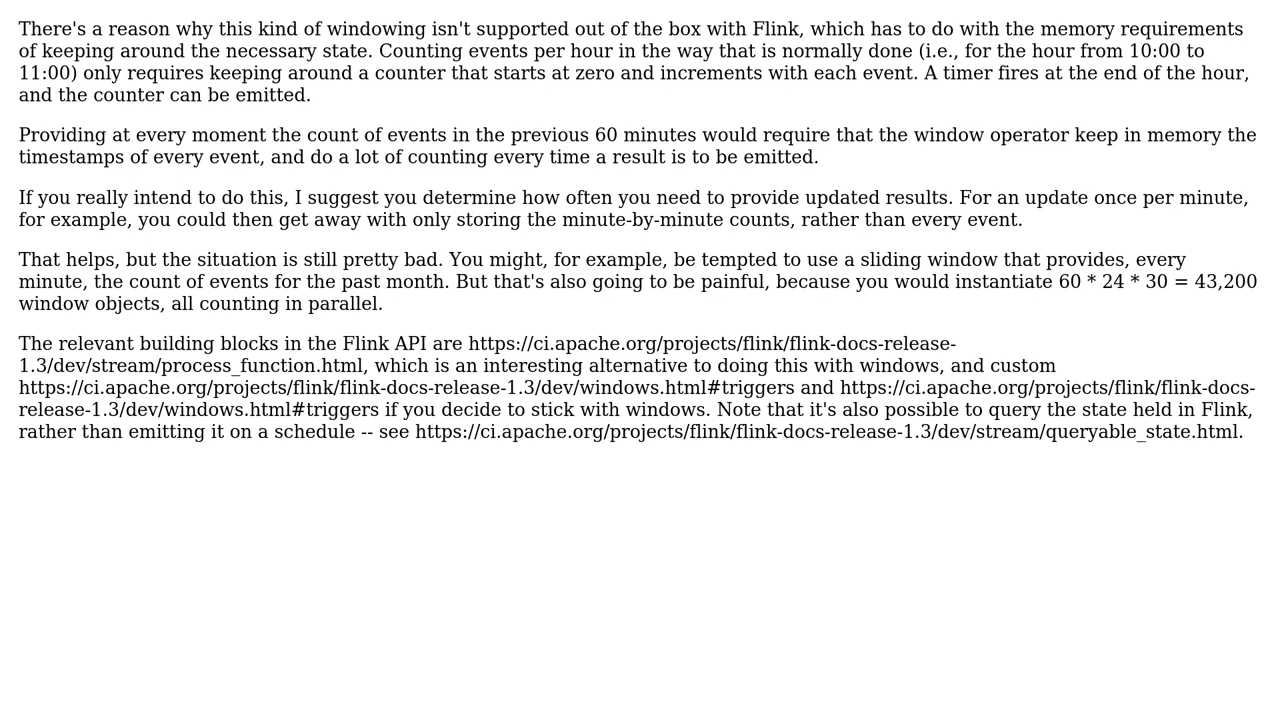 There's a reason why this kind of windowing isn't supported out of the box with Flink, which has to do with the memory requirements
of keeping around the necessary state. Counting events per hour in the way that is normally done (i.e., for the hour from 10:00 to
11:00) only requires keeping around a counter that starts at zero and increments with each event. A timer fires at the end of the hour,
and the counter can be emitted.
Providing at every moment the count of events in the previous 60 minutes would require that the window operator keep in memory the
timestamps of every event, and do a lot of counting every time a result is to be emitted.
If you really intend to do this, I suggest you determine how often you need to provide updated results. For an update once per minute,
for example, you could then get away with only storing the minute-by-minute counts, rather than every event.
That helps, but the situation is still pretty bad. You might, for example, be tempted to use a sliding window that provides, every
minute, the count of events for the past month. But that's also going to be painful, because you would instantiate 60 * 24 * 30 = 43,200
window objects, all counting in parallel.
The relevant building blocks in the Flink API are https://ci.apache.org/projects/flink/flink-docs-release-
1.3/dev/stream/process_function.html, which is an interesting alternative to doing this with windows, and custom
https://ci.apache.org/projects/flink/flink-docs-release-1.3/dev/windows.html#triggers and https://ci.apache.org/projects/flink/flink-docs-
release-1.3/dev/windows.html#triggers if you decide to stick with windows. Note that it's also possible to query the state held in Flink,
rather than emitting it on a schedule -- see https://ci.apache.org/projects/flink/flink-docs-release-1.3/dev/stream/queryable_state.html.